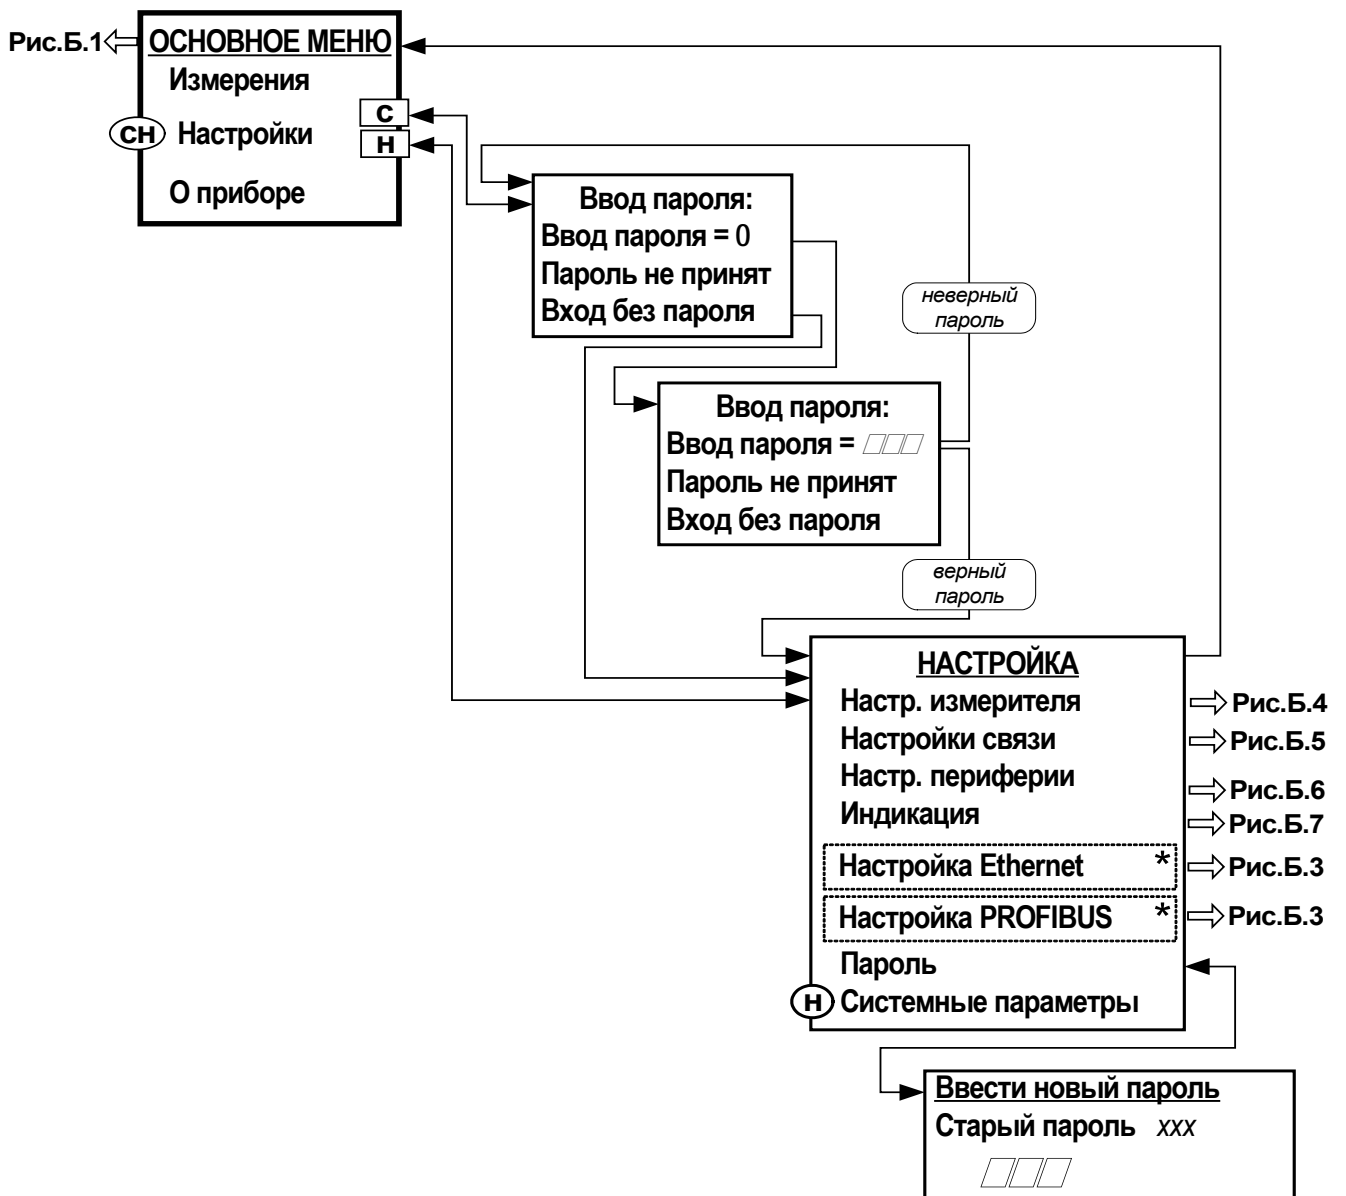 Рис.Б.1
ОСНОВНОЕ МЕНЮ
Измерения
С
СН
Настройки
Н
О приборе
Ввод пароля:
Ввод пароля = 0
Пароль не принят
Вход без пароля
неверный
пароль
Ввод пароля:
Ввод пароля =
Пароль не принят
Вход без пароля
верный
пароль
НАСТРОЙКА
Настр. измерителя
Рис.Б.4
Настройки связи
Рис.Б.5
Настр. периферии
Рис.Б.6
Индикация
Рис.Б.7
Настройка Ethernet *
Рис.Б.3
Настройка PROFIBUS *
Рис.Б.3
Пароль
Н
Системные параметры
Ввести новый пароль
Старый пароль xxx